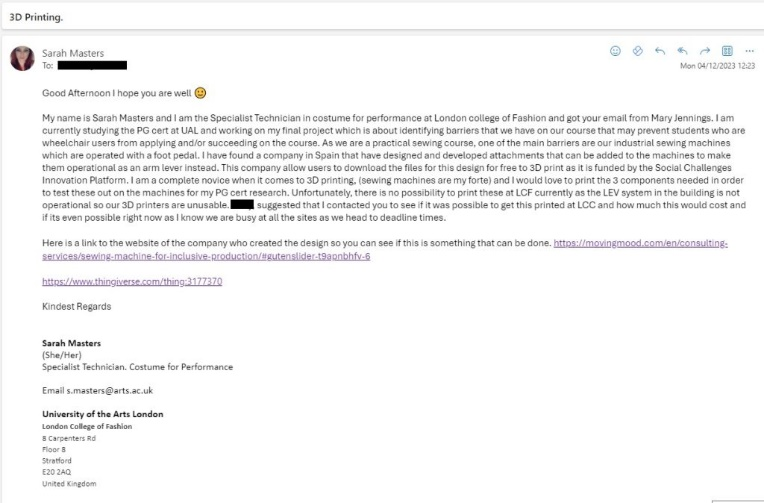 3D Printing.
Sarah Masters
To:
Mon 04/12/2023 12:23
Good Afternoon I hope you are well
My name is Sarah Masters and I am the Specialist Technician in costume for performance at London college of Fashion and got your email from Mary Jennings. I am
currently studying the PG cert at UAL and working on my final project which is about identifying barriers that we have on our course that may prevent students who are
wheelchair users from applying and/or succeeding on the course. As we are a practical sewing course, one of the main barriers are our industrial sewing machines
which are operated with a foot pedal. I have found a company in Spain that have designed and developed attachments that can be added to the machines to make
them operational as an arm lever instead. This company allow users to download the files for this design for free to 3D print as it is funded by the Social Challenges
Innovation Platform. I am a complete novice when it comes to 3D printing, (sewing machines are my forte) and I would love to print the 3 components needed in order
to test these out on the machines for my PG cert research. Unfortunately, there is no possibility to print these at LCF currently as the LEV system in the building is not
operational so our 3D printers are unusable. suggested that I contacted you to see if it was possible to get this printed at LCC and how much this would cost and
if its even possible right now as I know we are busy at all the sites as we head to deadline times.
Here is a link to the website of the company who created the design so you can see if this is something that can be done. https://movingmood.com/en/consulting-
services/sewing-machine-for-inclusive-production/#gutenslider-t9apnbhfv-6
https://www.thingiverse.com/thing:3177370
Kindest Regards
Sarah Masters
(She/Her)
Specialist Technician. Costume for Performance
Email s.masters@arts.ac.uk
University of the Arts London
London College of Fashion
8 Carpenters Rd
Floor 8
Stratford
E20 2AQ
United Kingdom